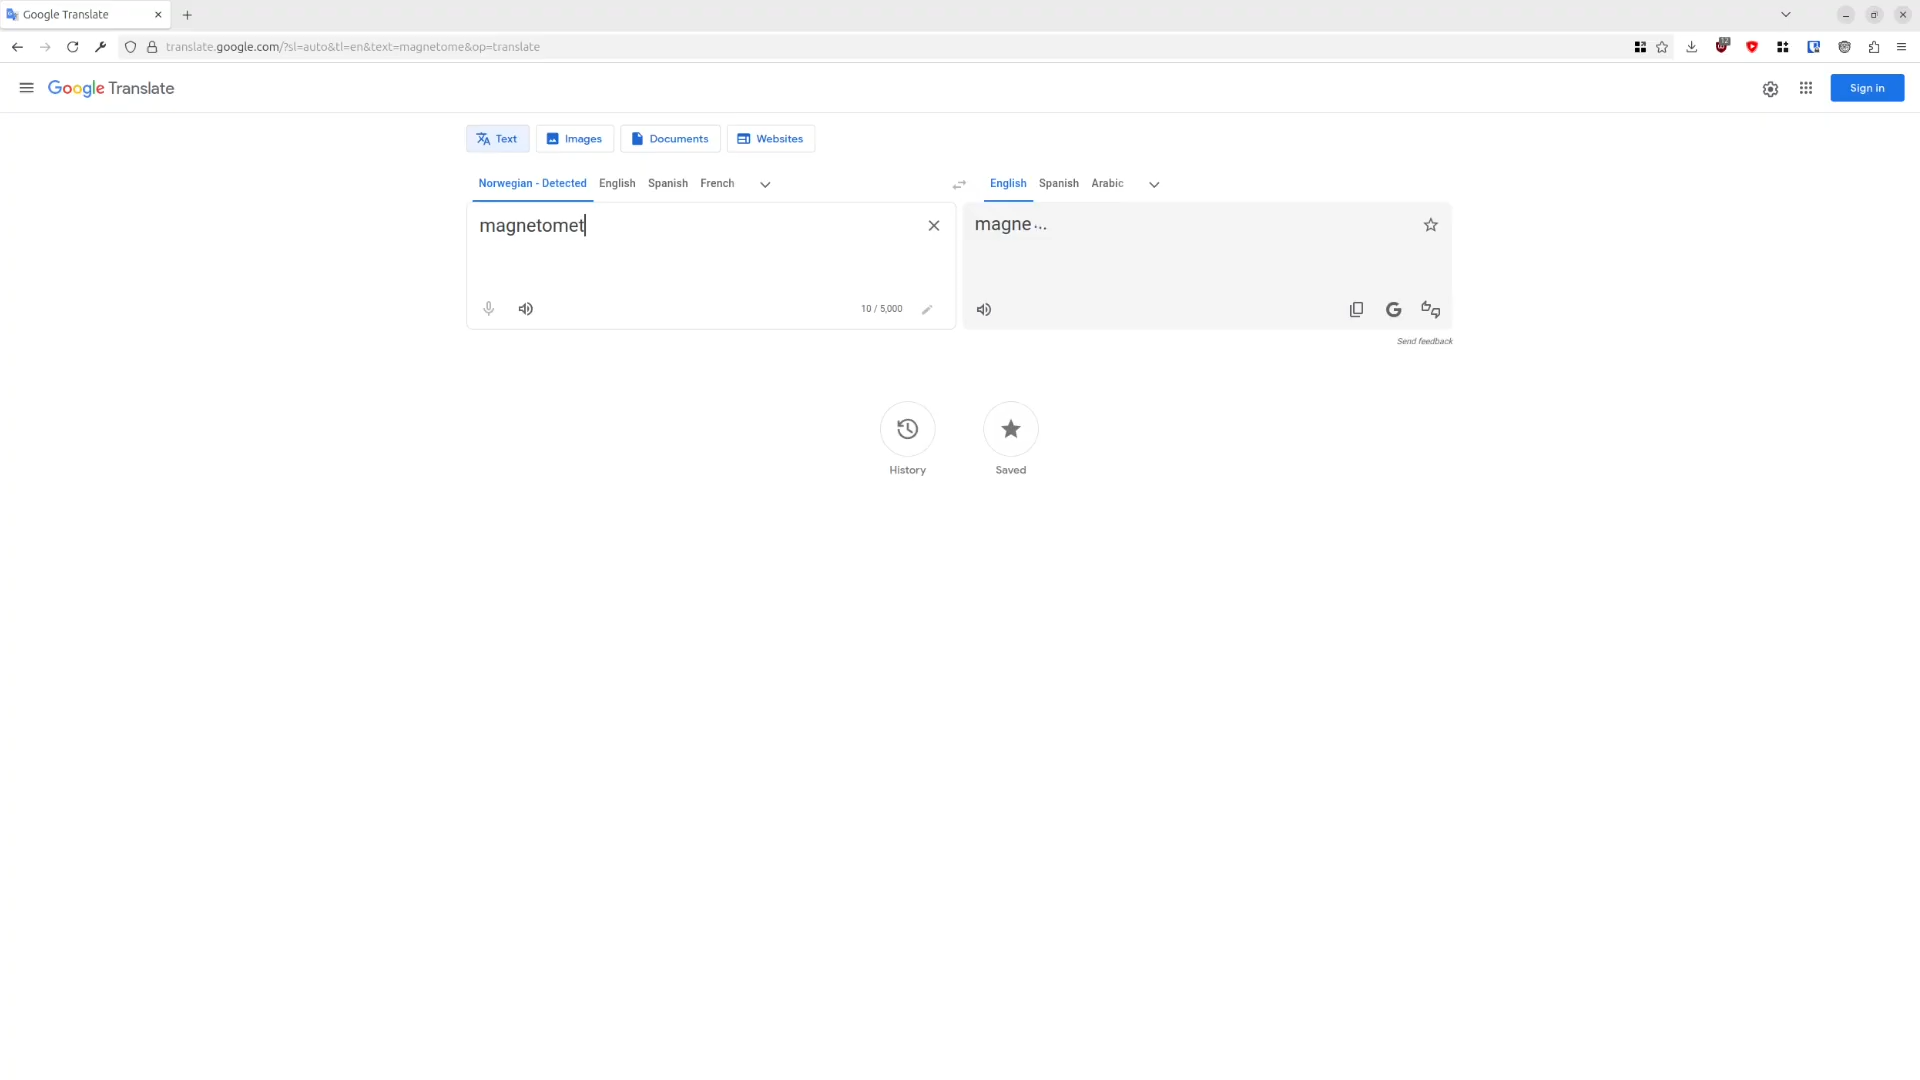 Google Translate
translate.google.com/?sl=auto&tl=en&text=magnetome&op=translate
12
Google Translate
Sign in
Text Images Documents Websites
Norwegian - Detected English Spanish French
English Spanish Arabic
magnetomet
magne...
10 / 5,000
Send feedback
History
Saved